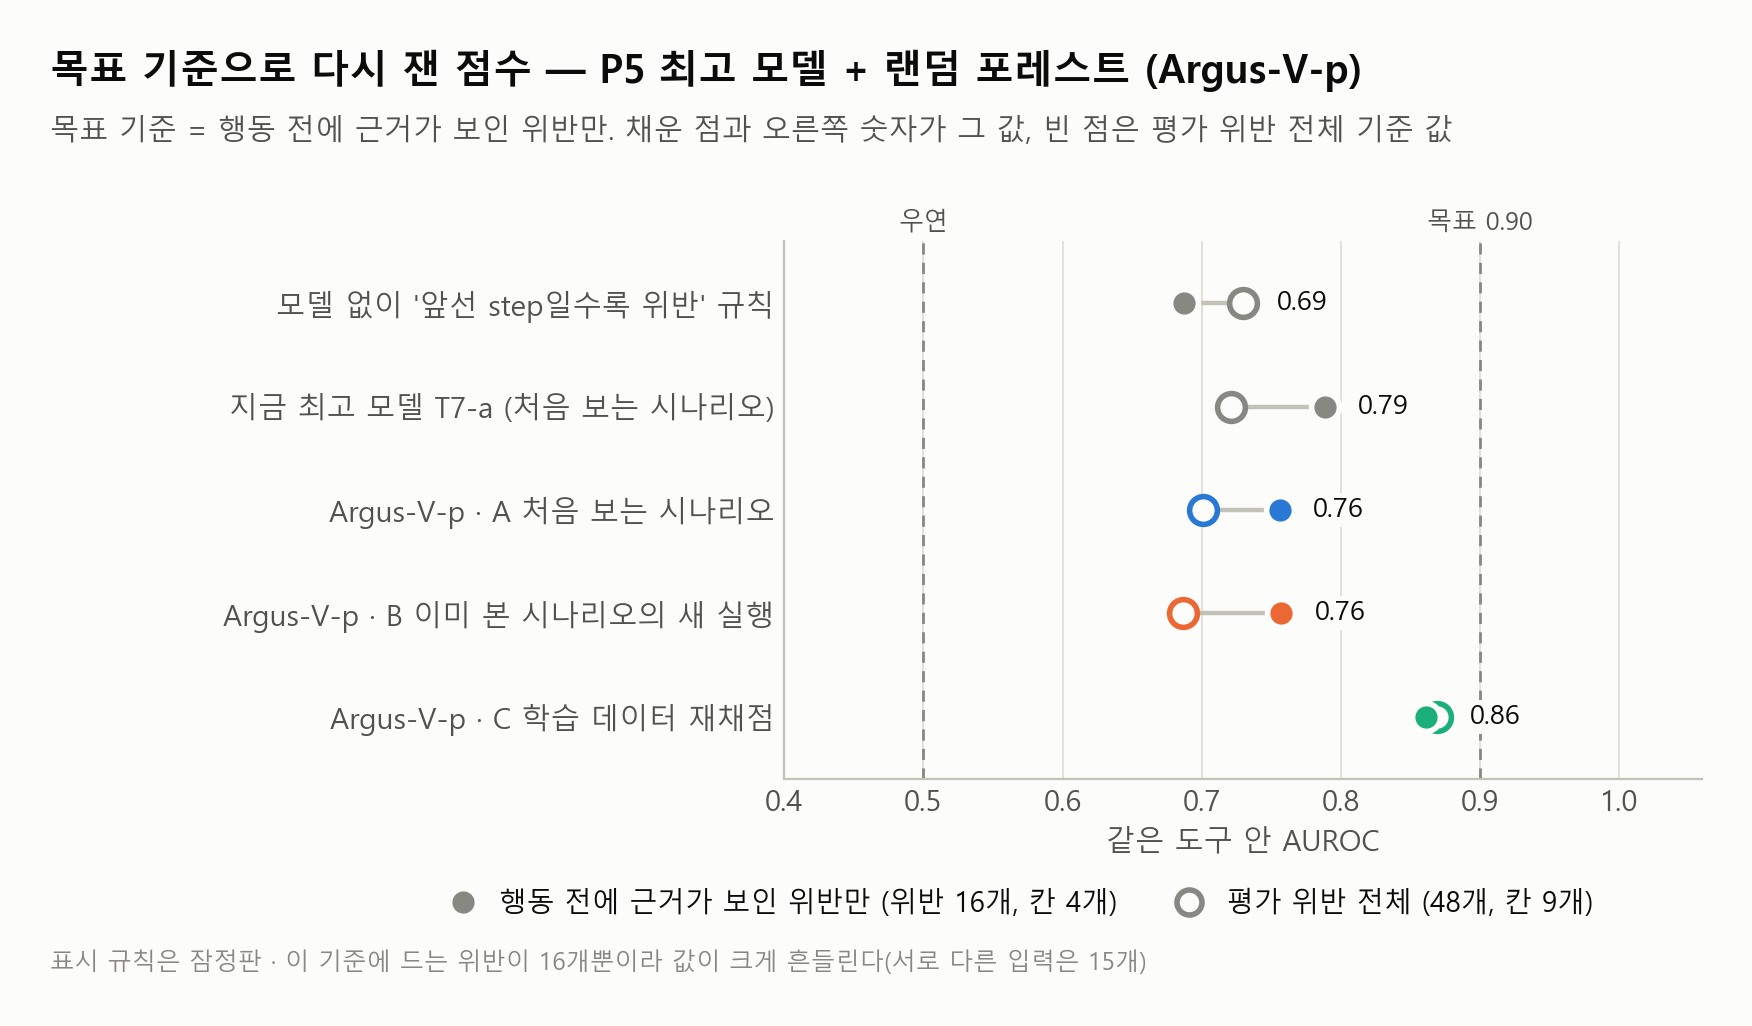 목표 기준으로 다시 잰 점수 — P5 최고 모델 + 랜덤 포레스트 (Argus-V-p)
목표 기준 = 행동 전에 근거가 보인 위반만. 채운 점과 오른쪽 숫자가 그 값, 빈 점은 평가 위반 전체 기준 값
우연
목표 0.90
모델 없이 '앞선 step일수록 위반' 규칙
0.69
지금 최고 모델 T7-a (처음 보는 시나리오)
0.79
Argus-V-p · A 처음 보는 시나리오
0.76
Argus-V-p · B 이미 본 시나리오의 새 실행
0.76
Argus-V-p · C 학습 데이터 재채점
0.86
0.4 0.5 0.6 0.7 0.8 0.9 1.0
같은 도구 안 AUROC
행동 전에 근거가 보인 위반만 (위반 16개, 칸 4개)
평가 위반 전체 (48개, 칸 9개)
표시 규칙은 잠정판 · 이 기준에 드는 위반이 16개뿐이라 값이 크게 흔들린다(서로 다른 입력은 15개)